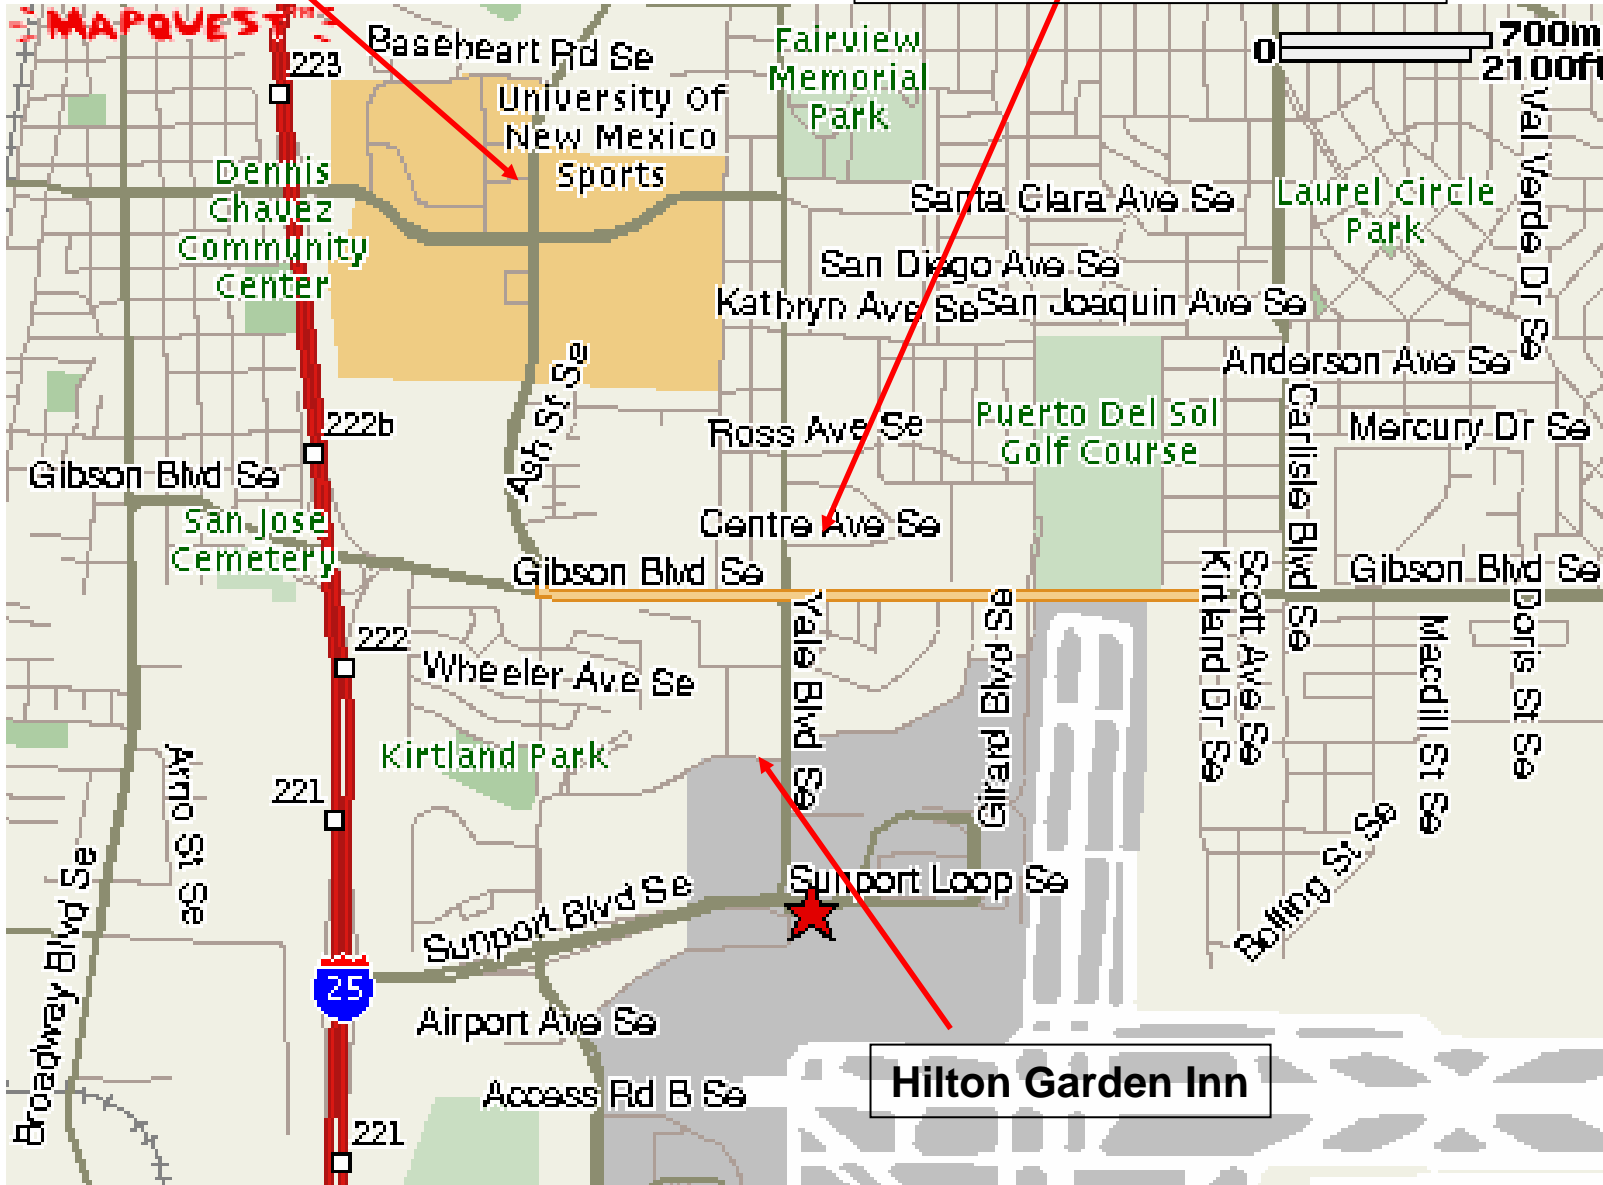 MAPQUEST™
0 700m
2100ft
223
Baseheart Rd Se
Fairview
Memorial
Park
University Of
New Mexico
Sports
Val Verde Dr Se
Dennis
Chavez
Community
Center
Santa Clara Ave Se
Laurel Circle
Park
San Diego Ave Se
Kathryn Ave Se
San Joaquin Ave Se
Anderson Ave Se
Ash St Se
222b
Ross Ave Se
Puerto Del Sol
Golf Course
Carlisle Blvd Se
Mercury Dr Se
Gibson Blvd Se
San Jose
Cemetery
Centre Ave Se
Gibson Blvd Se
Gibson Blvd Se
Kirtland Dr Se
Scott Ave Se
Yale Blvd Se
Girard Blvd Se
Doris St Se
Macdill St Se
222
Wheeler Ave Se
Kirtland Park
Arno St Se
221
Bolling St Se
Sunport Loop Se
Sunport Blvd Se
Broadway Blvd Se
25
Airport Ave Se
Hilton Garden Inn
Access Rd B Se
221